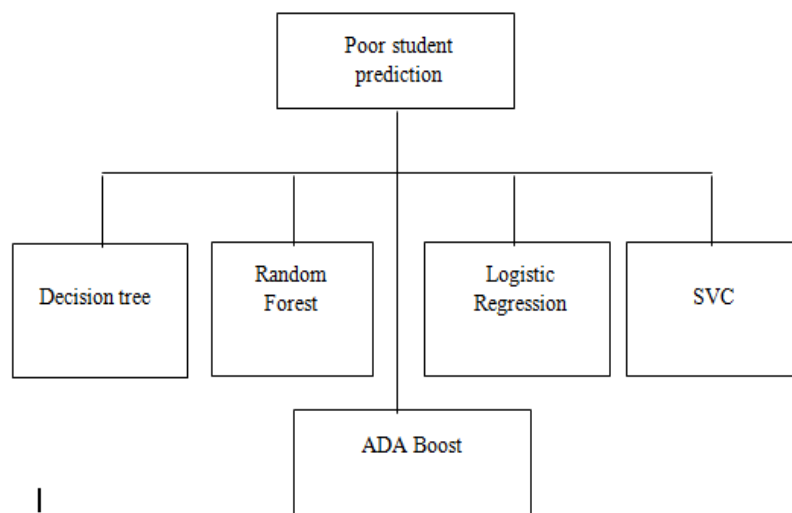 Poor student
prediction
Decision tree
Random
Forest
Logistic
Regression
SVC
ADA Boost